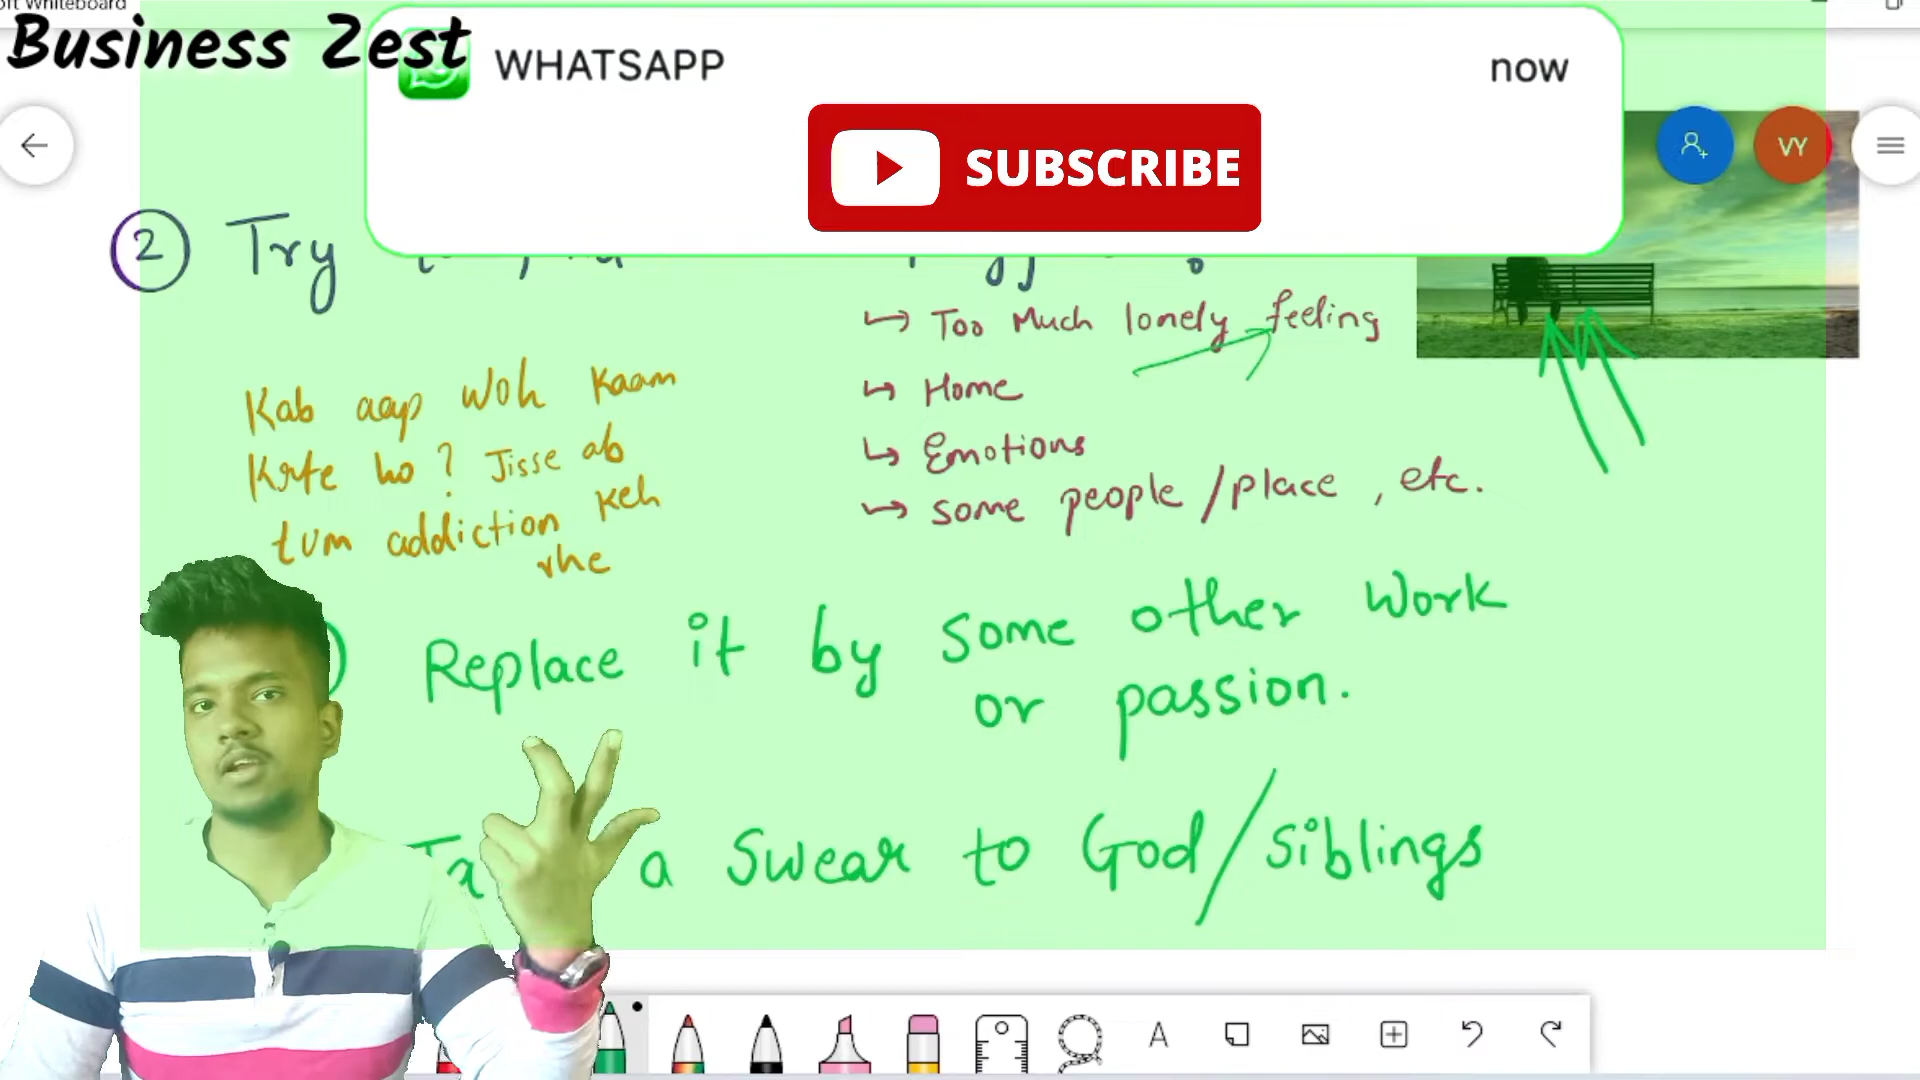 Business Zest
WHATSAPP
now
SUBSCRIBE
VY
2 Try
↳ Too Much lonely feeling
↳ Home
↳ Emotions
↳ some people / place , etc.
Kab aap woh kaam
krte ho ? Jisse ab
tum addiction keh
rhe
Replace it by some other work
or passion.
a swear to God / siblings